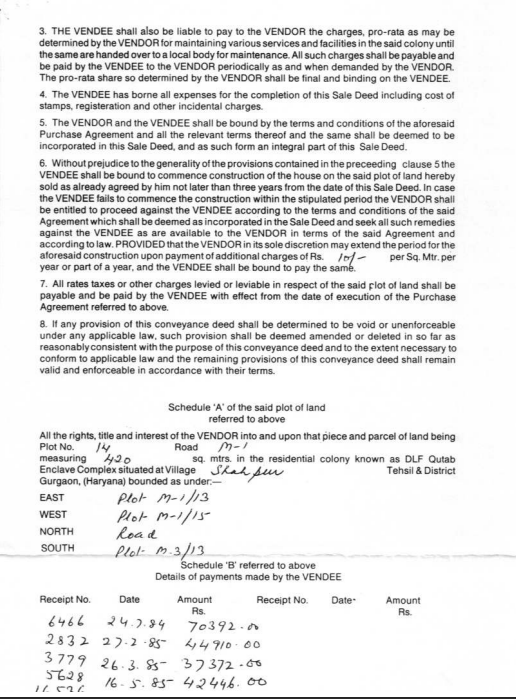 3. THE VENDEE shall also be liable to pay to the VENDOR the charges, pro-rata as may be
determined by the VENDOR for maintaining various services and facilities in the said colony until
the same are handed over to a local body for maintenance. All such charges shall be payable and
be paid by the VENDEE to the VENDOR periodically as and when demanded by the VENDOR.
The pro-rata share so determined by the VENDOR shall be final and binding on the VENDEE.
4. The VENDEE has borne all expenses for the completion of this Sale Deed including cost of
stamps, registeration and other incidental charges.
5. The VENDOR and the VENDEE shall be bound by the terms and conditions of the aforesaid
Purchase Agreement and all the relevant terms thereof and the same shall be deemed to be
incorporated in this Sale Deed, and as such form an integral part of this Sale Deed.
6. Without prejudice to the generality of the provisions contained in the preceeding clause 5 the
VENDEE shall be bound to commence construction of the house on the said plot of land hereby
sold as already agreed by him not later than three years from the date of this Sale Deed. In case
the VENDEE fails to commence the construction within the stipulated period the VENDOR shall
be entitled to proceed against the VENDEE according to the terms and conditions of the said
Agreement which shall be deemed as incorporated in the Sale Deed and seek all such remedies
against the VENDEE as are available to the VENDOR in terms of the said Agreement and
according to law. PROVIDED that the VENDOR in its sole discretion may extend the period for the
aforesaid construction upon payment of additional charges of Rs. 10/- per Sq. Mtr. per
year or part of a year, and the VENDEE shall be bound to pay the same.
7. All rates taxes or other charges levied or leviable in respect of the said plot of land shall be
payable and be paid by the VENDEE with effect from the date of execution of the Purchase
Agreement referred to above.
8. If any provision of this conveyance deed shall be determined to be void or unenforceable
under any applicable law, such provision shall be deemed amended or deleted in so far as
reasonably consistent with the purpose of this conveyance deed and to the extent necessary to
conform to applicable law and the remaining provisions of this conveyance deed shall remain
valid and enforceable in accordance with their terms.
Schedule 'A' of the said plot of land
referred to above
All the rights, title and interest of the VENDOR into and upon that piece and parcel of land being
Plot No. 14 Road M-1
measuring 420 sq. mtrs. in the residential colony known as DLF Qutab
Enclave Complex situated at Village Shahpur Tehsil & District
Gurgaon, (Haryana) bounded as under:—
EAST Plot M-1/13
WEST Plot M-1/15
NORTH Road
SOUTH Plot M-3/13
Schedule 'B' referred to above
Details of payments made by the VENDEE
Receipt No. Date Amount Receipt No. Date- Amount
Rs. Rs.
6466 24.7.84 70392.00
2832 27-2-85 44910.00
3779 26.3.85 37372.00
5628 16-5.85 42446.00